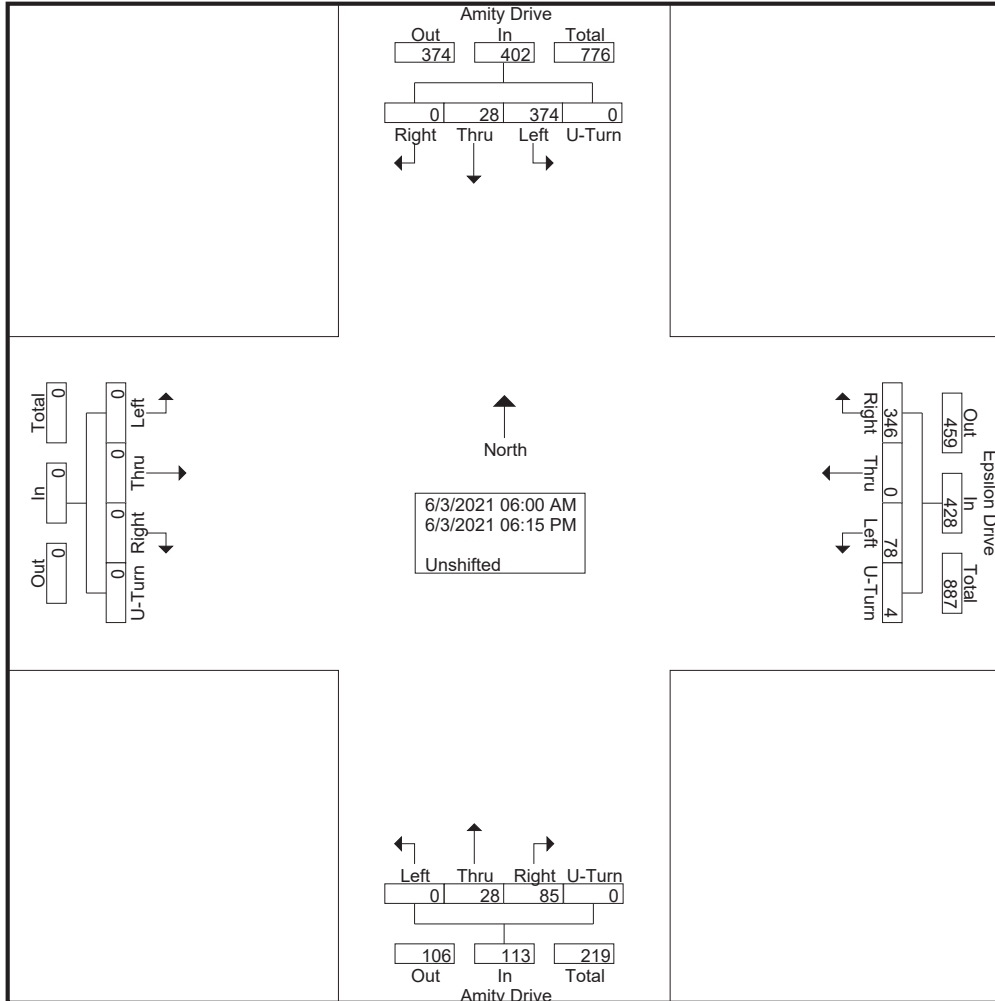 Amity Drive
Out In Total
374 402 776
0 28 374 0
Right Thru Left U-Turn
Left Thru Right U-Turn
0 0 0 0
Total In Out
0 0 0
North
6/3/2021 06:00 AM
6/3/2021 06:15 PM
Unshifted
Right Thru Left U-Turn
346 0 78 4
Out In Total
459 428 887
Epsilon Drive
Left Thru Right U-Turn
0 28 85 0
106 113 219
Out In Total
Amity Drive